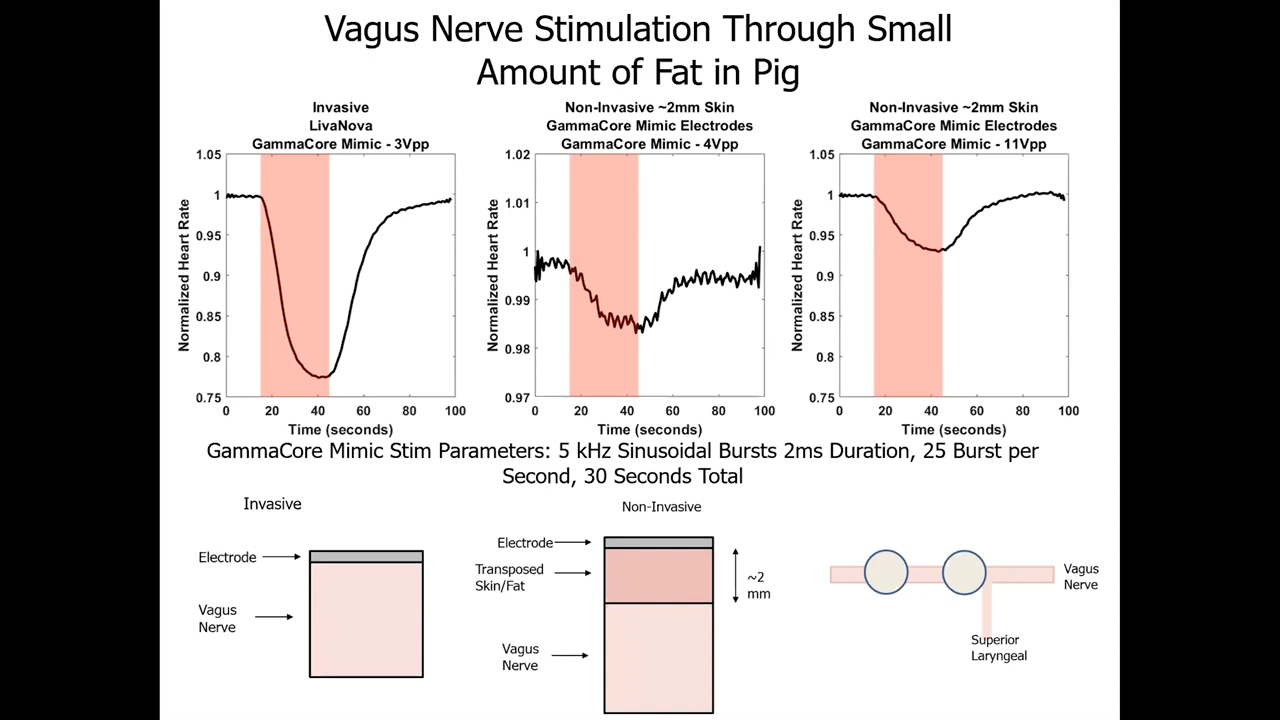 Vagus Nerve Stimulation Through Small
Amount of Fat in Pig
Invasive
LivaNova
GammaCore Mimic - 3Vpp
1.05
1
0.95
0.9
0.85
0.8
0.75
Normalized Heart Rate
0 20 40 60 80 100
Time (seconds)
Non-Invasive ~2mm Skin
GammaCore Mimic Electrodes
GammaCore Mimic - 4Vpp
1.02
1.01
1
0.99
0.98
0.97
Normalized Heart Rate
0 20 40 60 80 100
Time (seconds)
Non-Invasive ~2mm Skin
GammaCore Mimic Electrodes
GammaCore Mimic - 11Vpp
1.05
1
0.95
0.9
0.85
0.8
0.75
Normalized Heart Rate
0 20 40 60 80 100
Time (seconds)
GammaCore Mimic Stim Parameters: 5 kHz Sinusoidal Bursts 2ms Duration, 25 Burst per
Second, 30 Seconds Total
Invasive
Electrode
Vagus
Nerve
Non-Invasive
Electrode
Transposed
Skin/Fat
~2
mm
Vagus
Nerve
Vagus
Nerve
Superior
Laryngeal